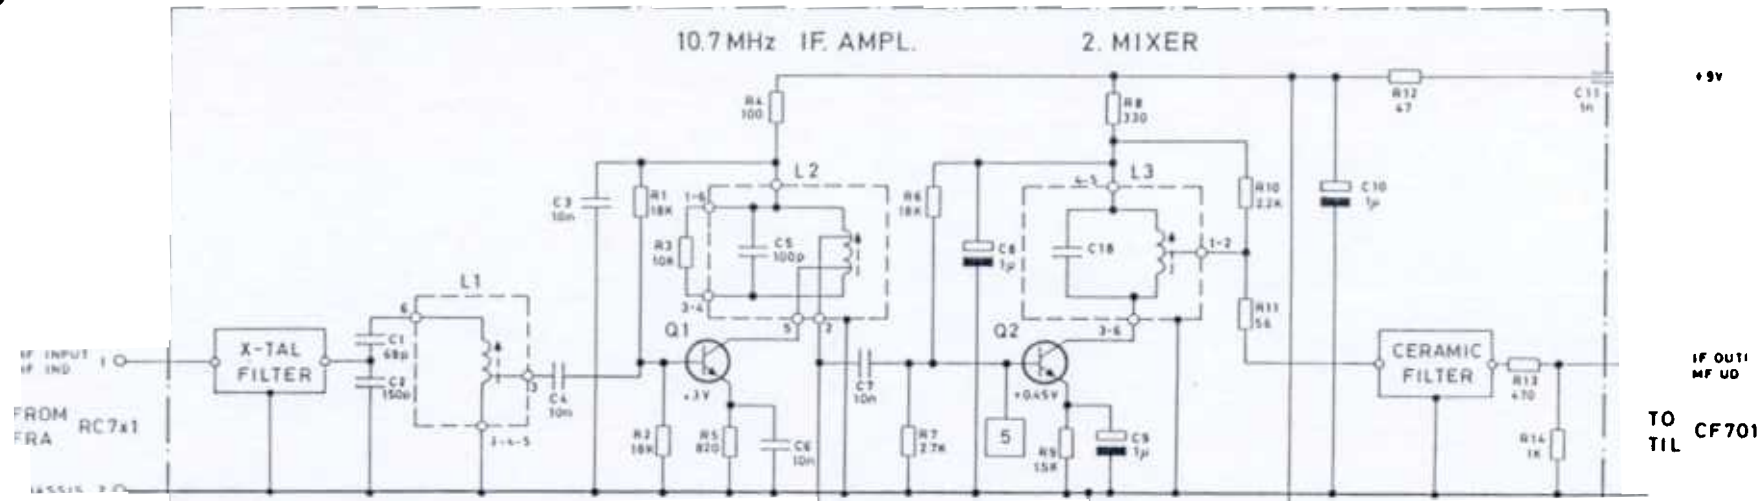 10.7 MHz IF. AMPL.
2. MIXER
+9V
R4
100
R8
330
R12
47
C11
1n
L2
L3
4-5
C3
10n
R1
18K
1-6
R6
18K
R10
2.2K
C10
1µ
R3
10K
C5
100p
C8
1µ
C18
1-2
L1
6
3-4
5
2
3-6
R11
56
Q1
Q2
INPUT
IND
1
X-TAL
FILTER
C1
68p
C2
150p
3
C4
10n
C7
10n
+.3V
+0.45V
CERAMIC
FILTER
R13
470
IF OUT1
MF UD
FROM
FRA
RC7x1
3-4-5
R2
18K
R5
820
C6
10n
R7
2.7K
5
R9
1.5K
C9
1µ
R14
1K
TO
TIL
CF701